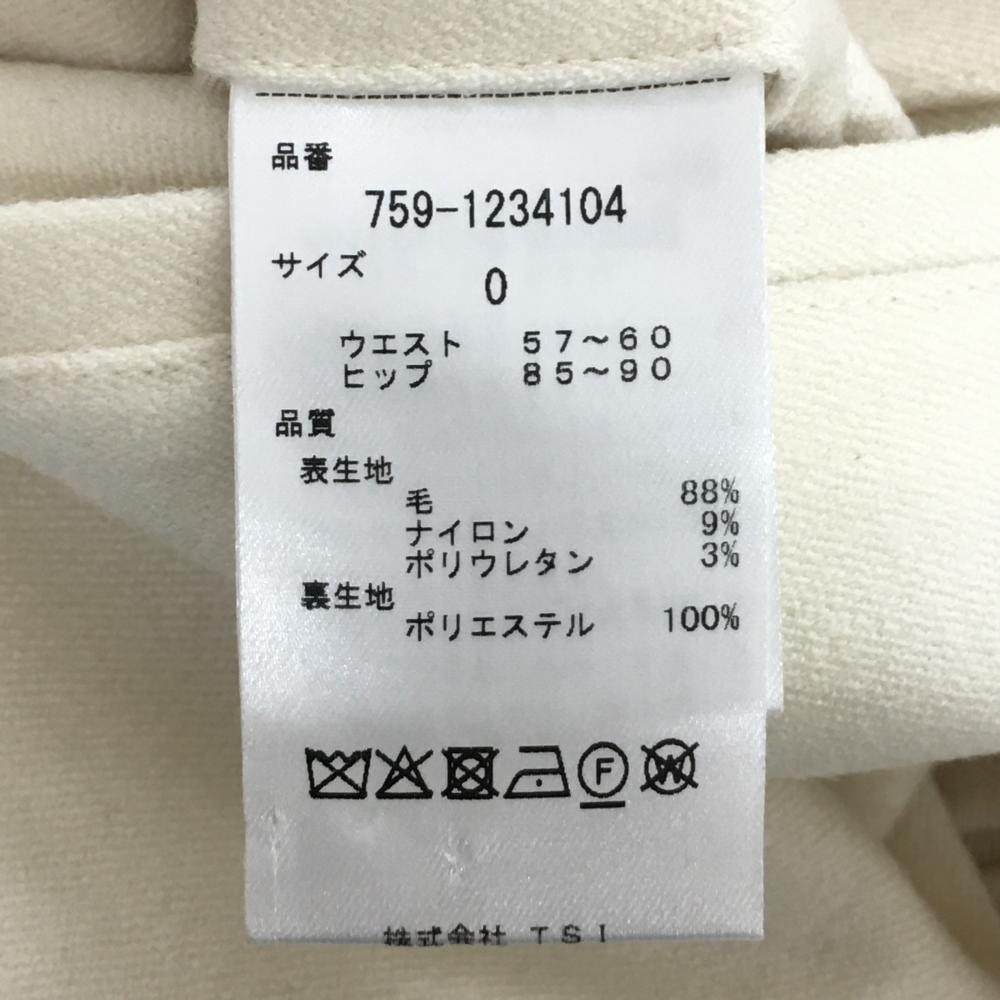 品番
759-1234104
サイズ
0
ウエスト 57~60
ヒップ 85~90
品質
表生地
毛 88%
ナイロン 9%
ポリウレタン 3%
裏生地
ポリエステル 100%
F W
株式会社 TSI